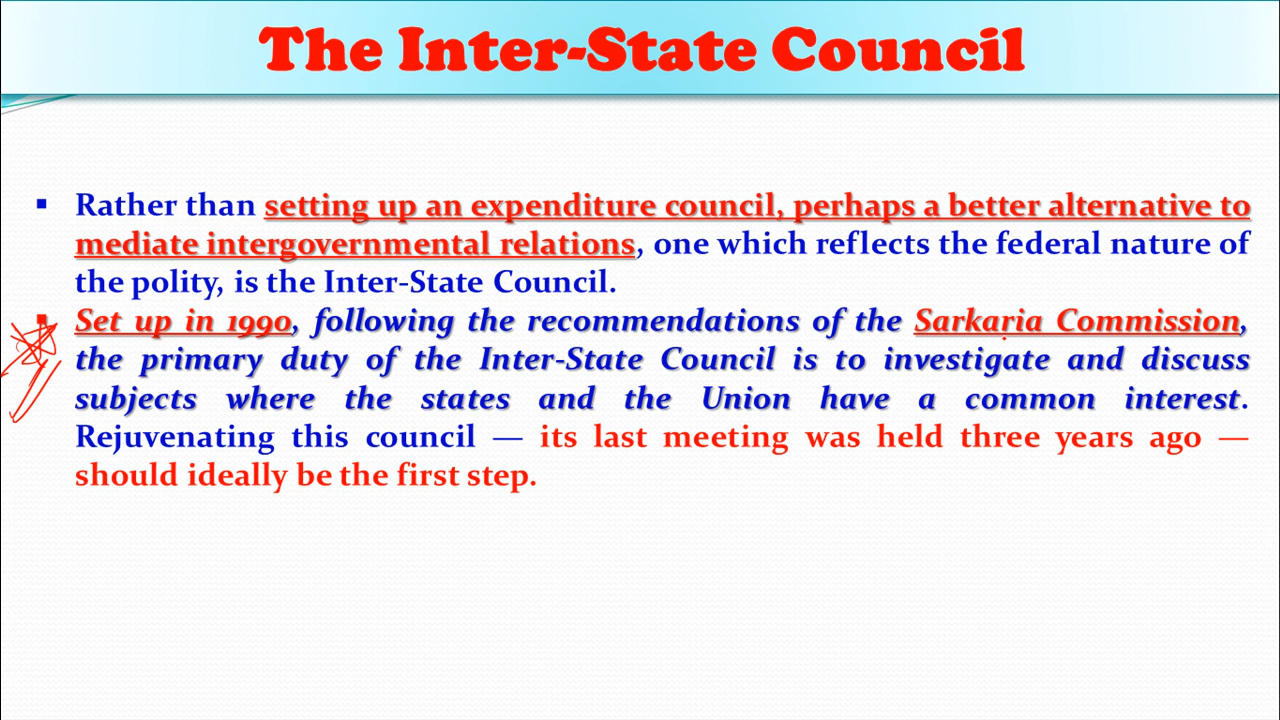 The Inter-State Council
▪ Rather than setting up an expenditure council, perhaps a better alternative to
mediate intergovernmental relations, one which reflects the federal nature of
the polity, is the Inter-State Council.
▪ Set up in 1990, following the recommendations of the Sarkaria Commission,
the primary duty of the Inter-State Council is to investigate and discuss
subjects where the states and the Union have a common interest.
Rejuvenating this council — its last meeting was held three years ago —
should ideally be the first step.